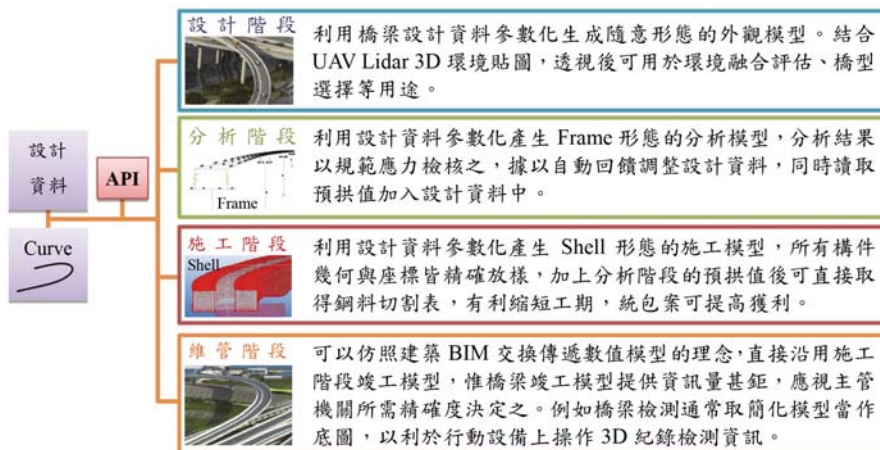 設計
資料
API
Curve
設計階段
利用橋梁設計資料參數化生成隨意形態的外觀模型。結合
UAV Lidar 3D 環境貼圖，透視後可用於環境融合評估、橋型
選擇等用途。
分析階段
Frame
利用設計資料參數化產生 Frame 形態的分析模型，分析結果
以規範應力檢核之，據以自動回饋調整設計資料，同時讀取
預拱值加入設計資料中。
施工階段
Shell
利用設計資料參數化產生 Shell 形態的施工模型，所有構件
幾何與座標皆精確放樣，加上分析階段的預拱值後可直接取
得鋼料切割表，有利縮短工期，統包案可提高獲利。
維管階段
可以仿照建築 BIM 交換傳遞數值模型的理念，直接沿用施工
階段竣工模型，惟橋梁竣工模型提供資訊量甚鉅，應視主管
機關所需精確度決定之。例如橋梁檢測通常取簡化模型當作
底圖，以利於行動設備上操作 3D 紀錄檢測資訊。